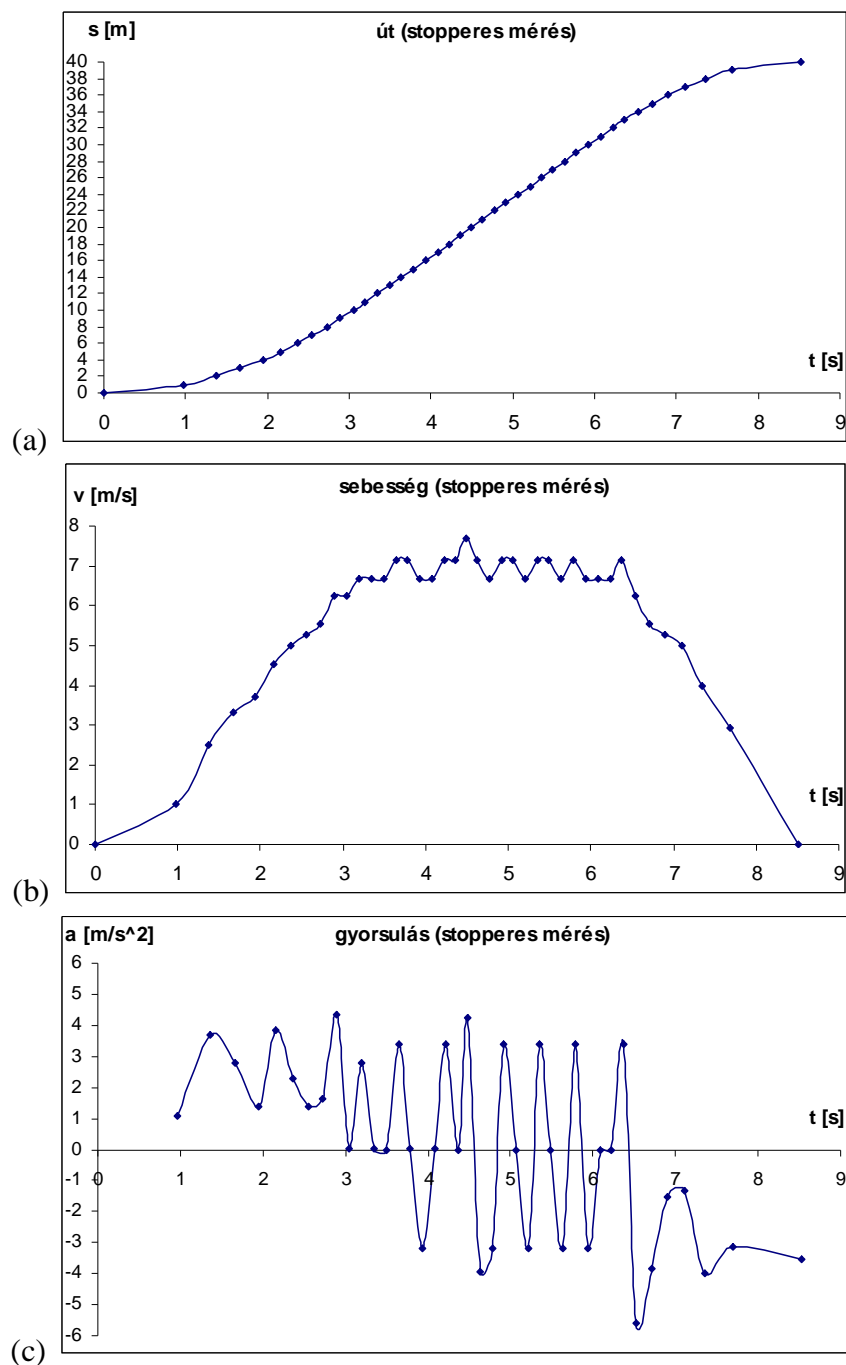 s [m]
út (stopperes mérés)
40
38
36
34
32
30
28
26
24
22
20
18
16
14
12
10
8
6
4
2
0
t [s]
0 1 2 3 4 5 6 7 8 9
(a)
v [m/s]
sebesség (stopperes mérés)
8
7
6
5
4
3
2
1
0
t [s]
0 1 2 3 4 5 6 7 8 9
(b)
a [m/s^2]
gyorsulás (stopperes mérés)
6
5
4
3
2
1
0
-1
-2
-3
-4
-5
-6
t [s]
0 1 2 3 4 5 6 7 8 9
(c)